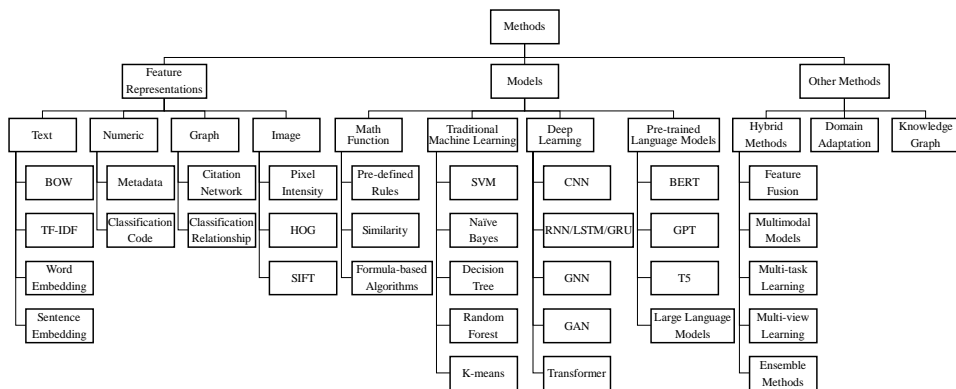 Methods
Feature
Representations
Models
Other Methods
Text
Numeric
Graph
Image
Math
Function
Traditional
Machine Learning
Deep
Learning
Pre-trained
Language Models
Hybrid
Methods
Domain
Adaptation
Knowledge
Graph
BOW
Metadata
Citation
Network
Pixel
Intensity
Pre-defined
Rules
SVM
CNN
BERT
Feature
Fusion
TF-IDF
Classification
Code
Classification
Relationship
HOG
Similarity
Naïve
Bayes
RNN/LSTM/GRU
GPT
Multimodal
Models
Word
Embedding
SIFT
Formula-based
Algorithms
Decision
Tree
GNN
T5
Multi-task
Learning
Sentence
Embedding
Random
Forest
GAN
Large Language
Models
Multi-view
Learning
K-means
Transformer
Ensemble
Methods